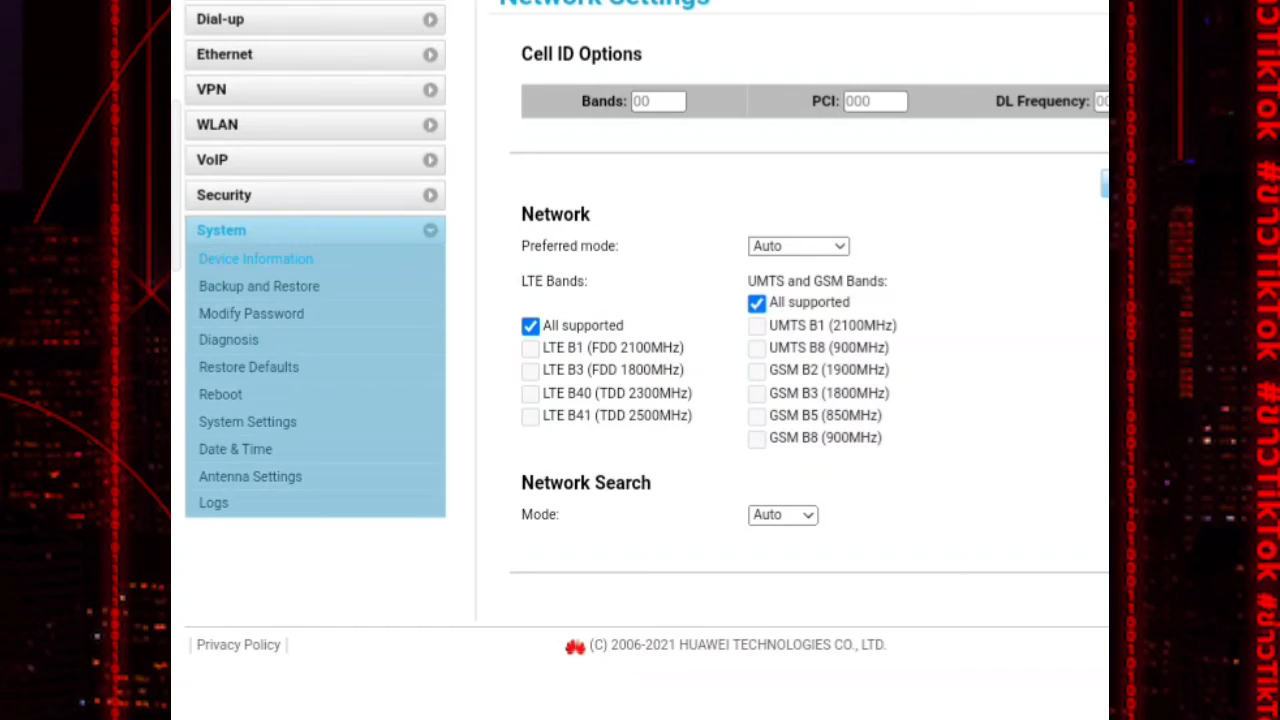 Network Settings
Dial-up
Ethernet
VPN
WLAN
VoIP
Security
System
Device Information
Backup and Restore
Modify Password
Diagnosis
Restore Defaults
Reboot
System Settings
Date & Time
Antenna Settings
Logs
Cell ID Options
Bands: 00 PCI: 000 DL Frequency: 00
Network
Preferred mode: Auto
LTE Bands: UMTS and GSM Bands:
All supported
LTE B1 (FDD 2100MHz)
LTE B3 (FDD 1800MHz)
LTE B40 (TDD 2300MHz)
LTE B41 (TDD 2500MHz)
All supported
UMTS B1 (2100MHz)
UMTS B8 (900MHz)
GSM B2 (1900MHz)
GSM B3 (1800MHz)
GSM B5 (850MHz)
GSM B8 (900MHz)
Network Search
Mode: Auto
Privacy Policy
(C) 2006-2021 HUAWEI TECHNOLOGIES CO., LTD.